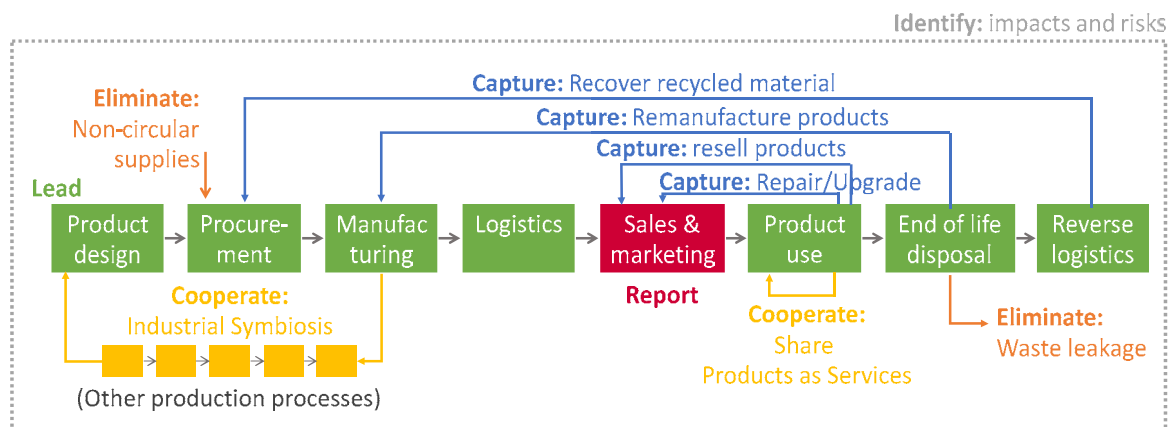 Identify: impacts and risks
Capture: Recover recycled material
Eliminate:
Non-circular
supplies
Capture: Remanufacture products
Capture: resell products
Capture: Repair/Upgrade
Lead
Product
design
Procure-
ment
Manufac
turing
Logistics
Sales &
marketing
Product
use
End of life
disposal
Reverse
logistics
Report
Cooperate:
Industrial Symbiosis
(Other production processes)
Cooperate:
Share
Products as Services
Eliminate:
Waste leakage